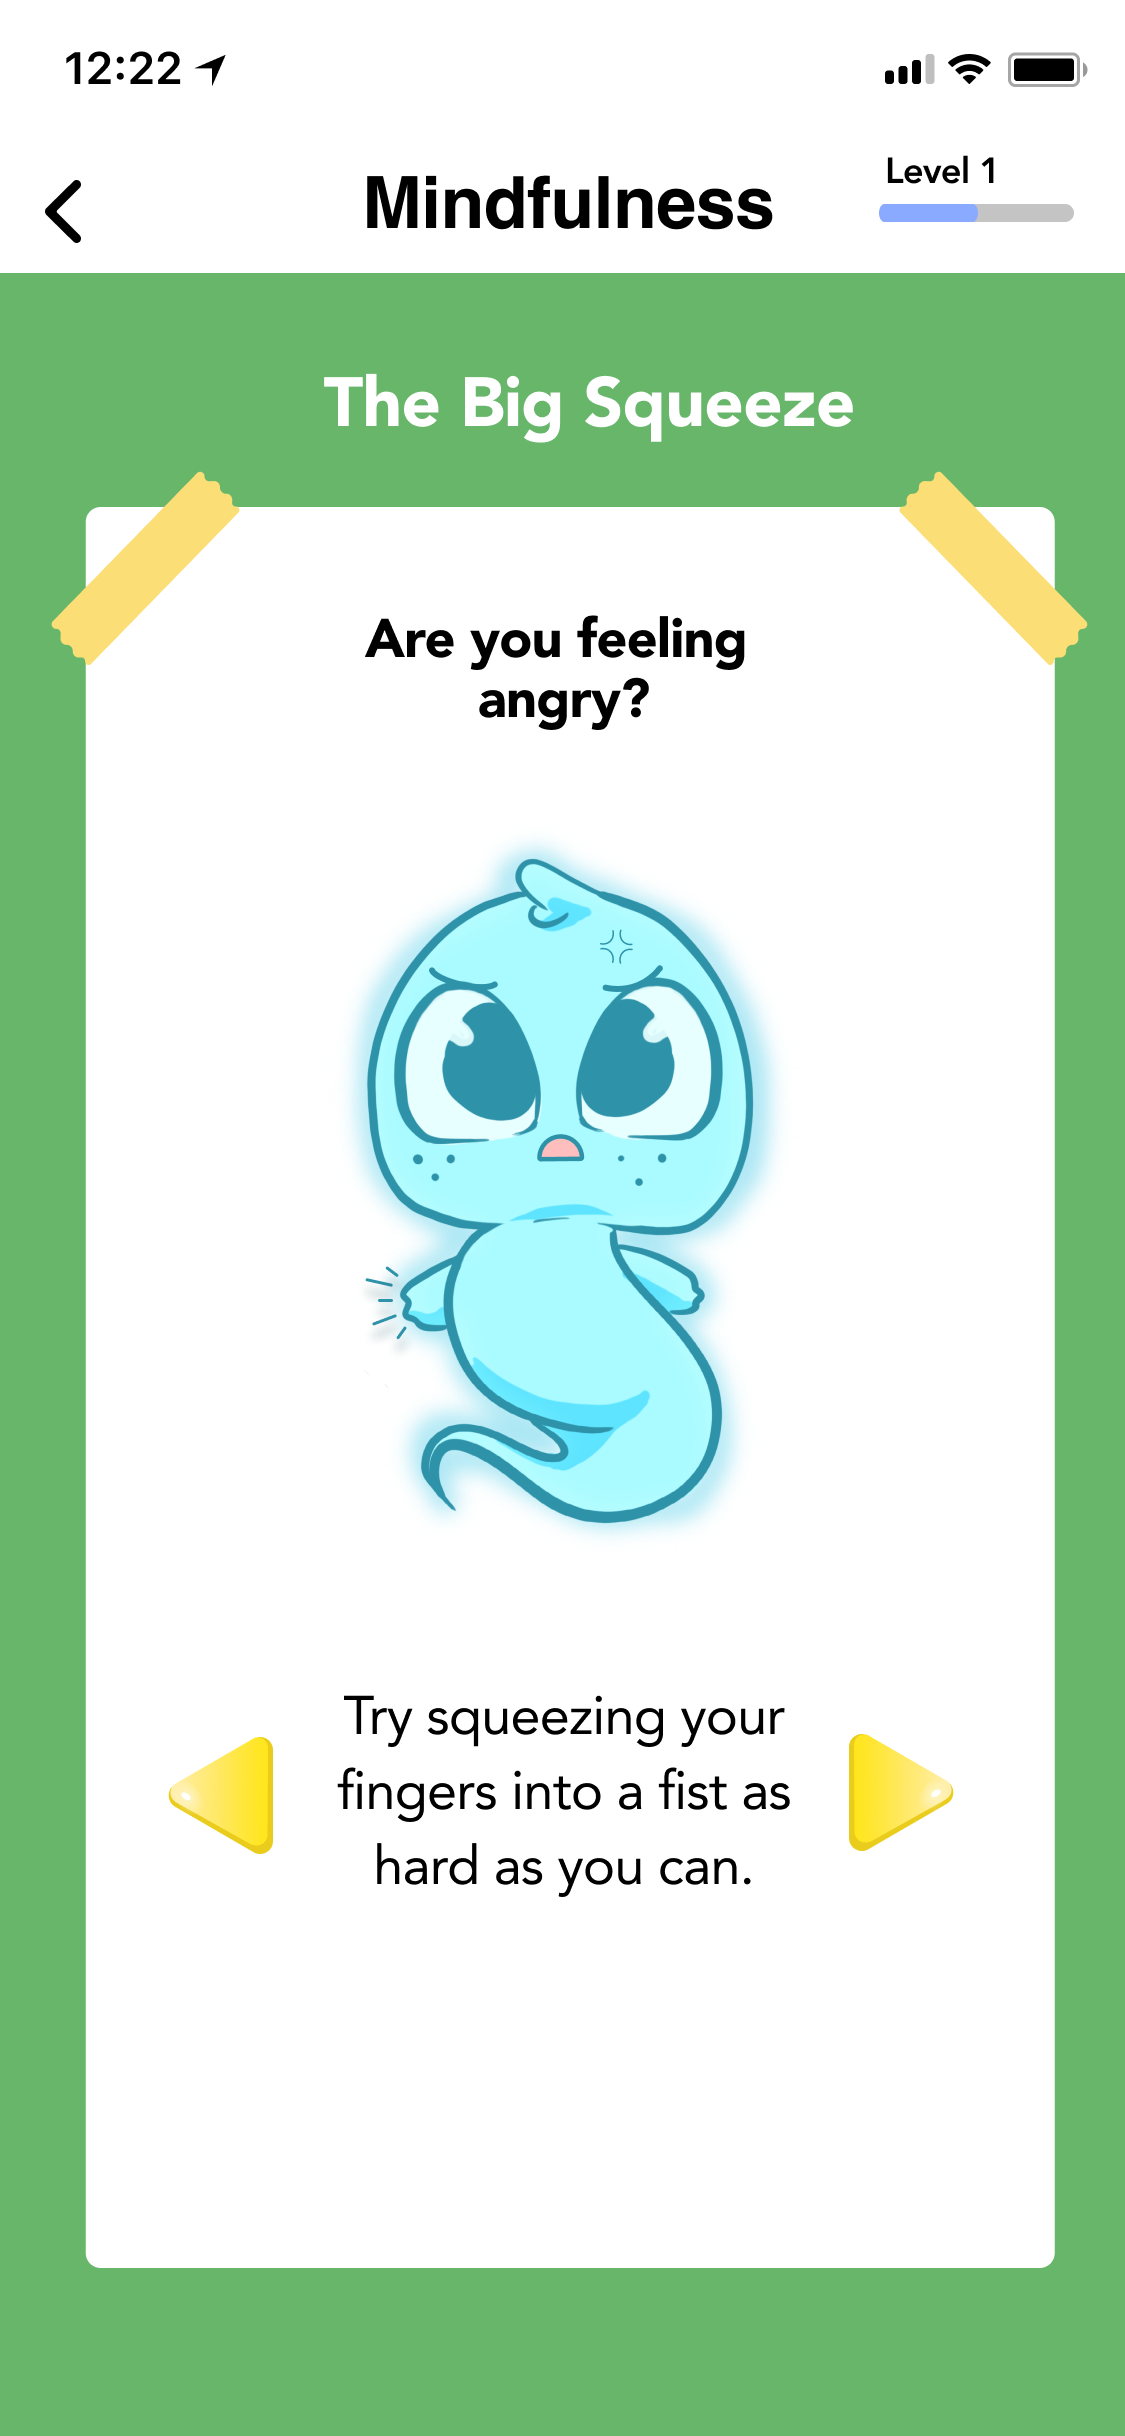 12:22
Mindfulness
Level 1
The Big Squeeze
Are you feeling
angry?
Try squeezing your
fingers into a fist as
hard as you can.